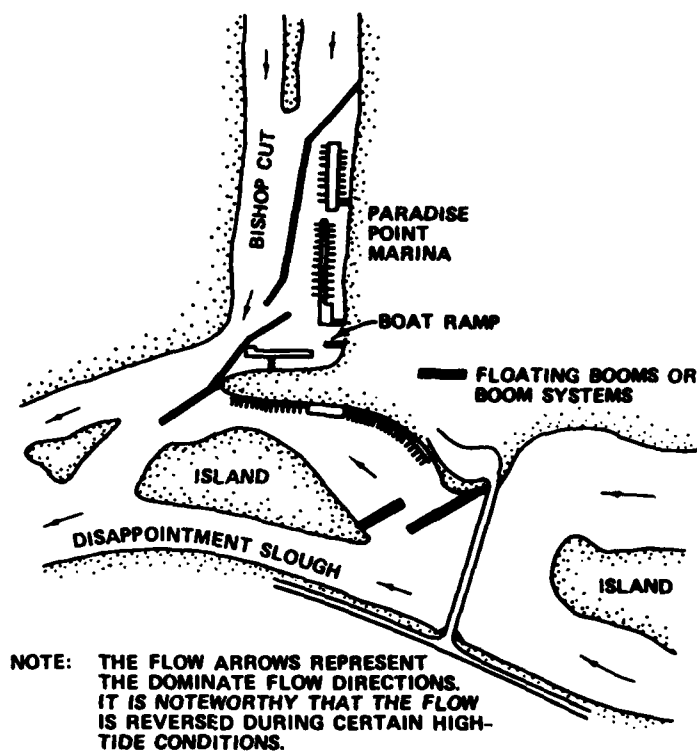 BISHOP CUT
PARADISE
POINT
MARINA
BOAT RAMP
FLOATING BOOMS OR
BOOM SYSTEMS
ISLAND
DISAPPOINTMENT SLOUGH
ISLAND
NOTE: THE FLOW ARROWS REPRESENT
THE DOMINATE FLOW DIRECTIONS.
IT IS NOTEWORTHY THAT THE FLOW
IS REVERSED DURING CERTAIN HIGH-
TIDE CONDITIONS.